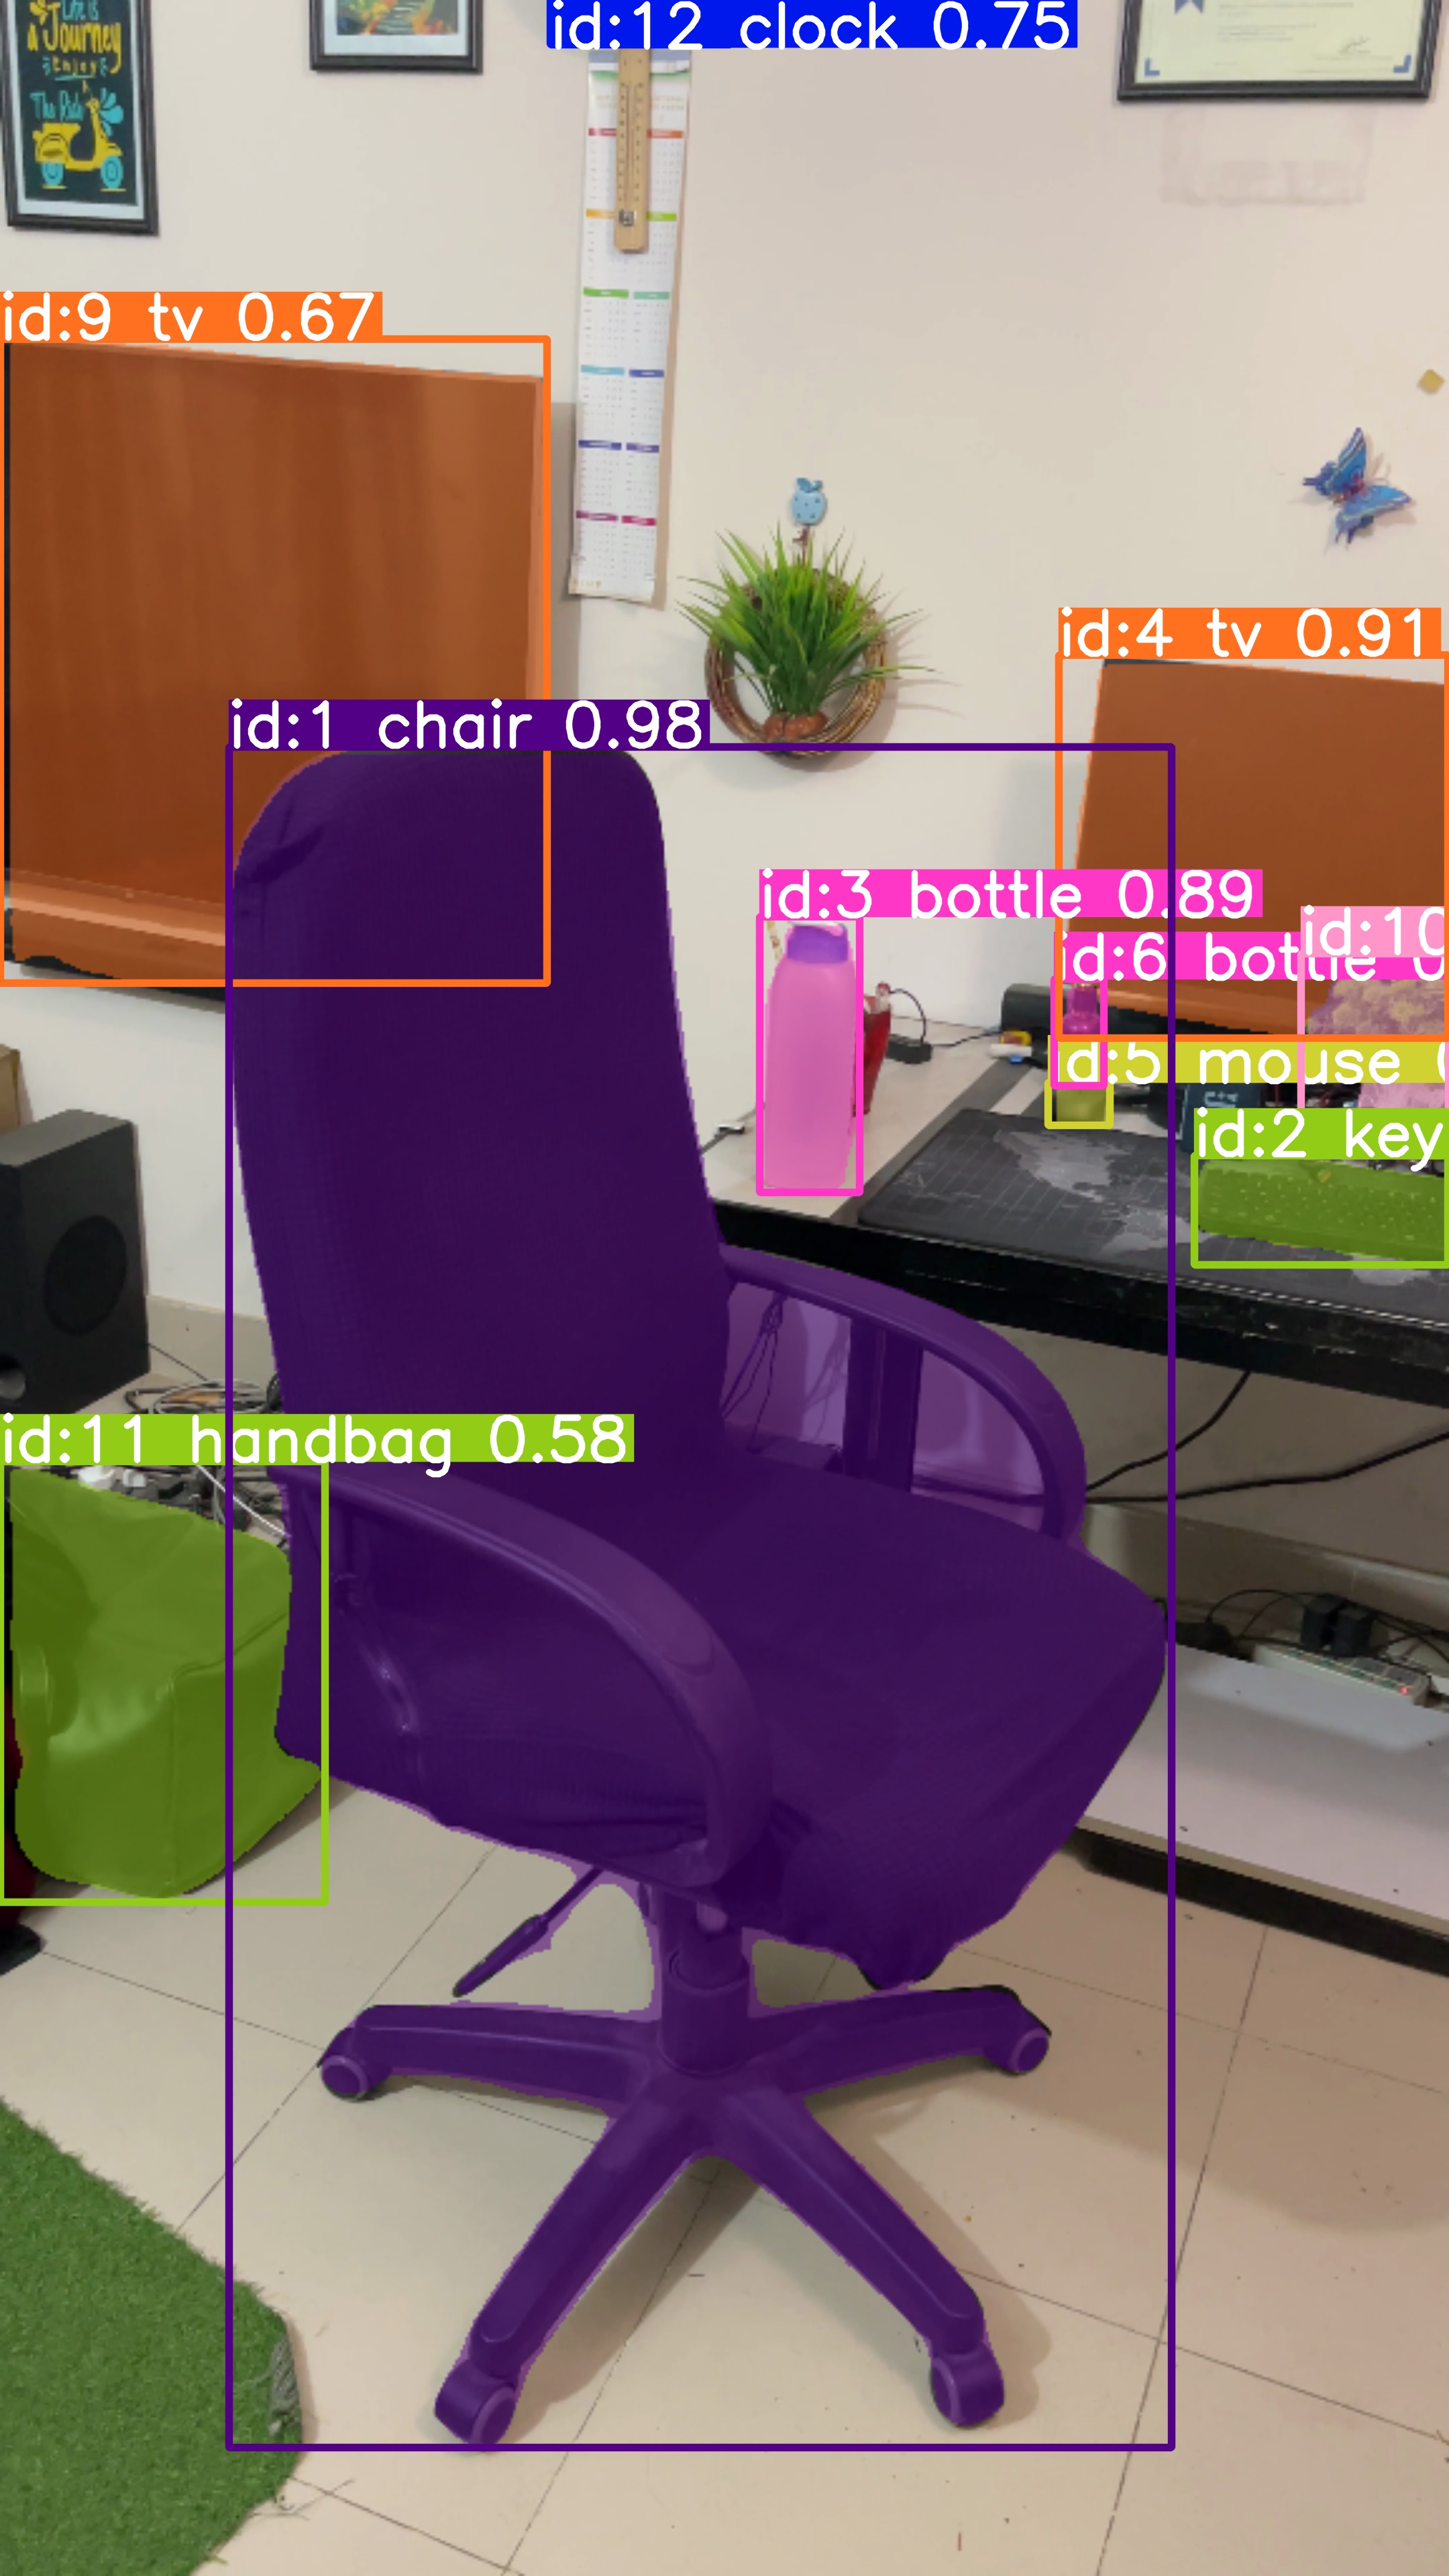 Life is
a Journey
Enjoy
The Ride
id:12 clock 0.75
id:9 tv 0.67
id:4 tv 0.91
id:1 chair 0.98
id:3 bottle 0.89
id:10
id:6 bottle 0
id:5 mouse
id:2 key
id:11 handbag 0.58